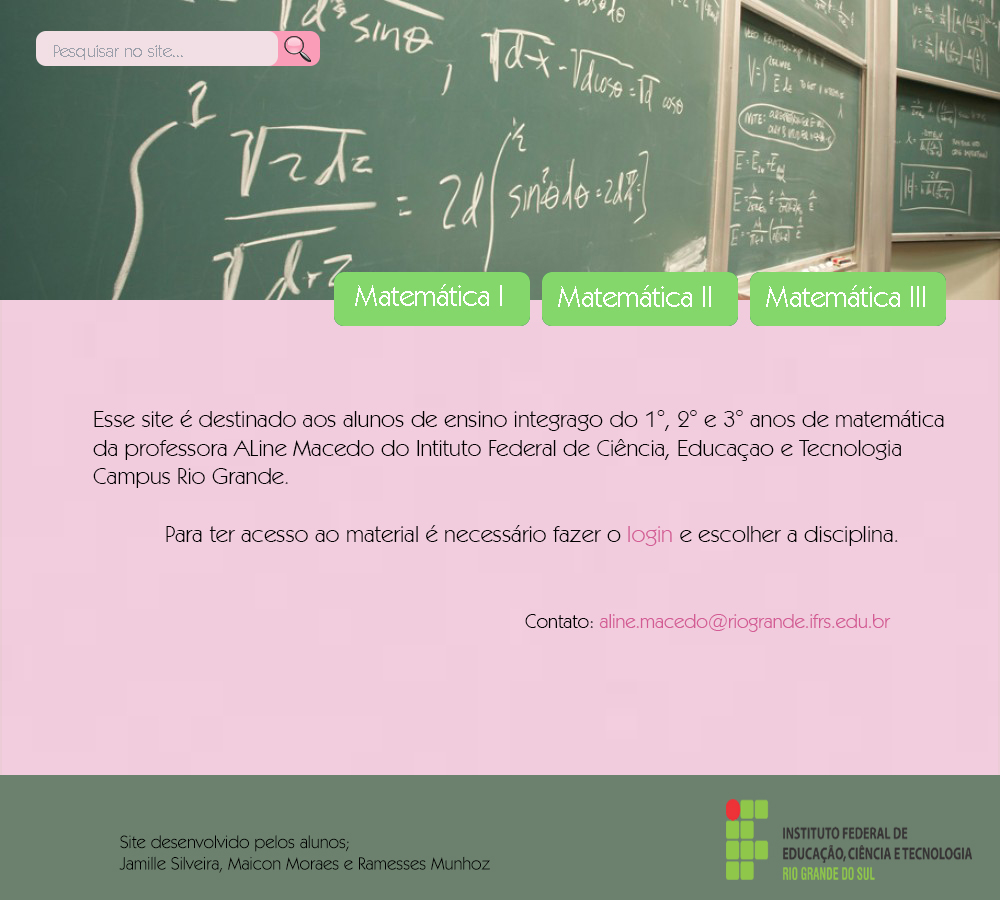 Pesquisar no site...
Matemática I
Matemática II
Matemática III
Esse site é destinado aos alunos de ensino integrago do 1°, 2° e 3° anos de matemática
da professora ALine Macedo do Intituto Federal de Ciência, Educaçao e Tecnologia
Campus Rio Grande.
Para ter acesso ao material é necessário fazer o login e escolher a disciplina.
Contato: aline.macedo@riogrande.ifrs.edu.br
Site desenvolvido pelos alunos;
Jamille Silveira, Maicon Moraes e Ramesses Munhoz
INSTITUTO FEDERAL DE
EDUCAÇÃO, CIÊNCIA E TECNOLOGIA
RIO GRANDE DO SUL